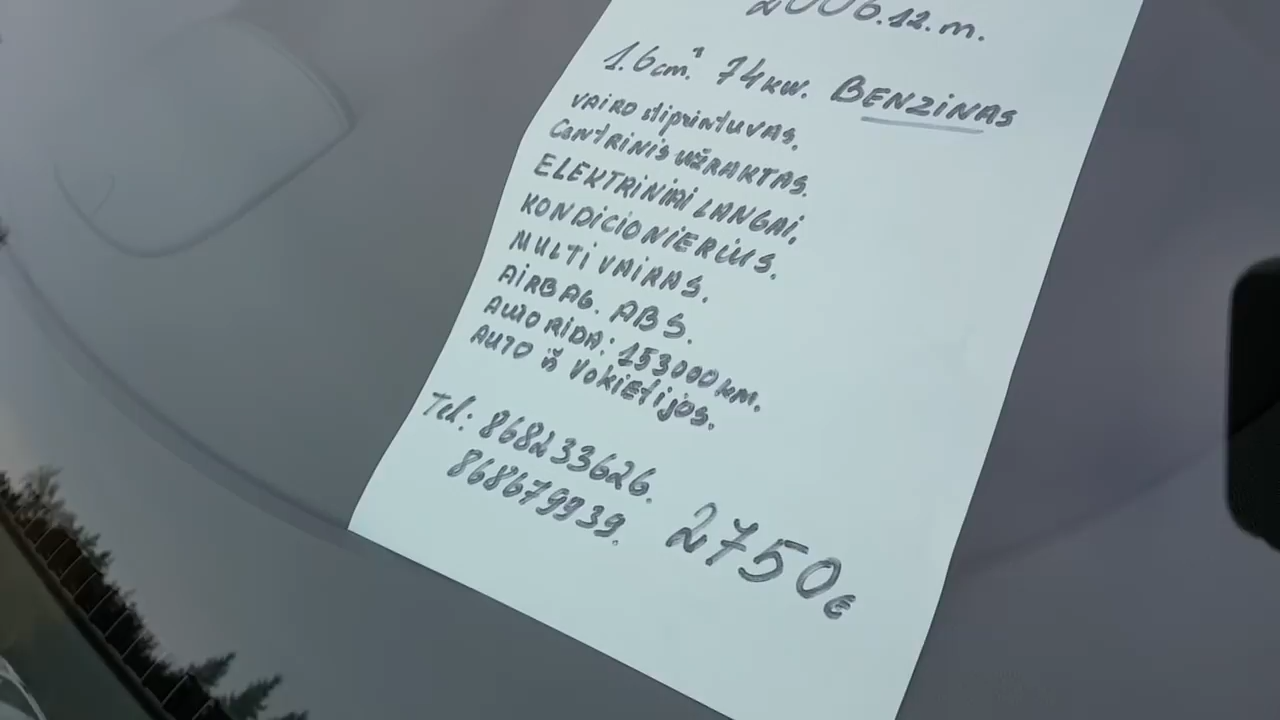 2006.12.m.
1.6cm³ 74kw. BENZINAS
VAIRO stiprintuvas.
Centrinis užraktas.
ELEKTRINIAI LANGAI.
KONDICIONIERIUS.
MULTI VAIRAS.
AIRBAG. ABS.
AUTO RIDA: 153000 km.
AUTO iš Vokietijos.
Tel: 868233626.
868679939.
2750€